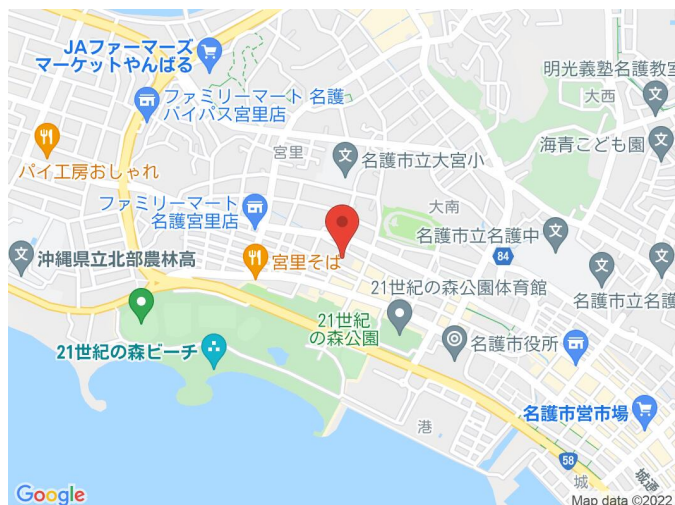 JAファーマーズ
マーケットやんばる
ファミリーマート 名護
バイパス宮里店
明光義塾名護教室
大西
パイ工房おしゃれ
宮里
名護市立大宮小
海青こども園
ファミリーマート
名護宮里店
大南
名護市立名護中
沖縄県立北部農林高
宮里そば
84
21世紀の森公園体育館
名護市立名護
21世紀
の森公園
21世紀の森ビーチ
名護市役所
名護市営市場
港
58
城
城通
Google
Map data ©2022